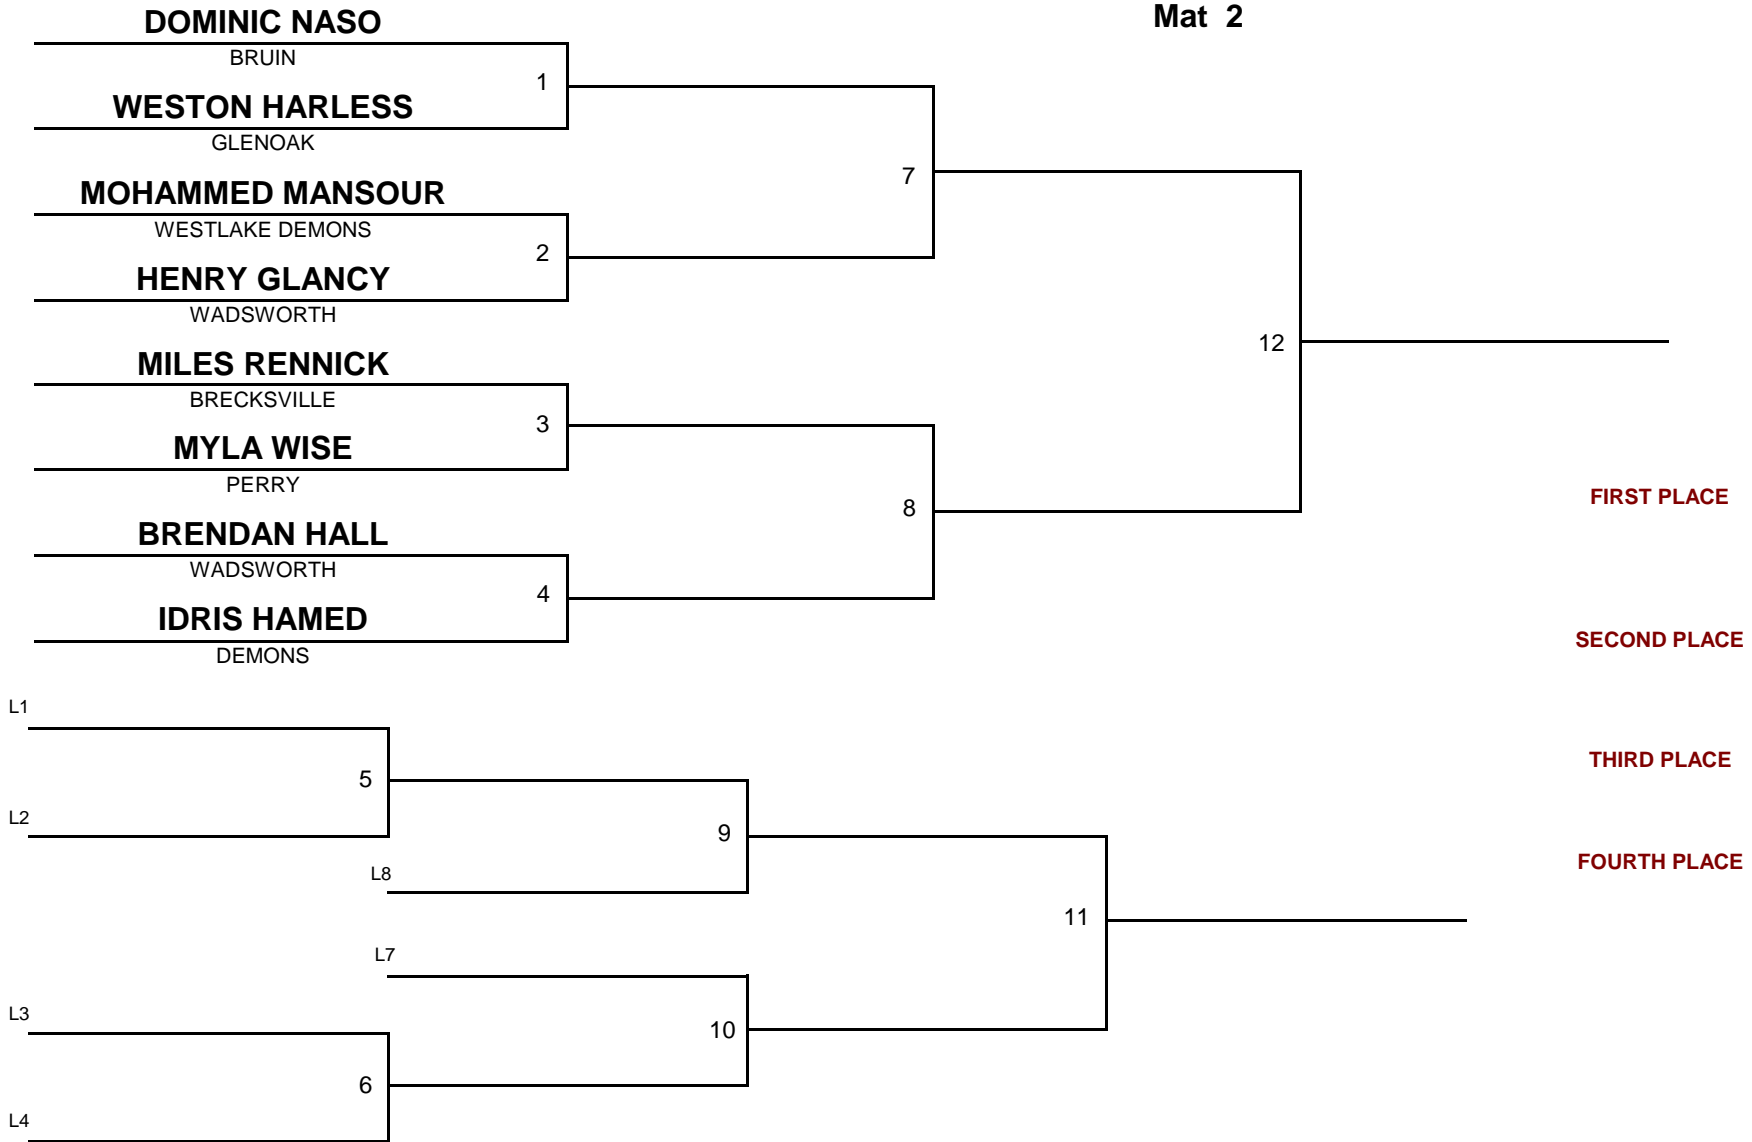 DOMINIC NASO
Mat 2
BRUIN
1
WESTON HARLESS
GLENOAK
7
MOHAMMED MANSOUR
WESTLAKE DEMONS
2
HENRY GLANCY
WADSWORTH
12
MILES RENNICK
BRECKSVILLE
3
MYLA WISE
PERRY
8
FIRST PLACE
BRENDAN HALL
WADSWORTH
4
IDRIS HAMED
DEMONS
SECOND PLACE
L1
5
THIRD PLACE
L2
9
L8
FOURTH PLACE
11
L7
L3
10
6
L4